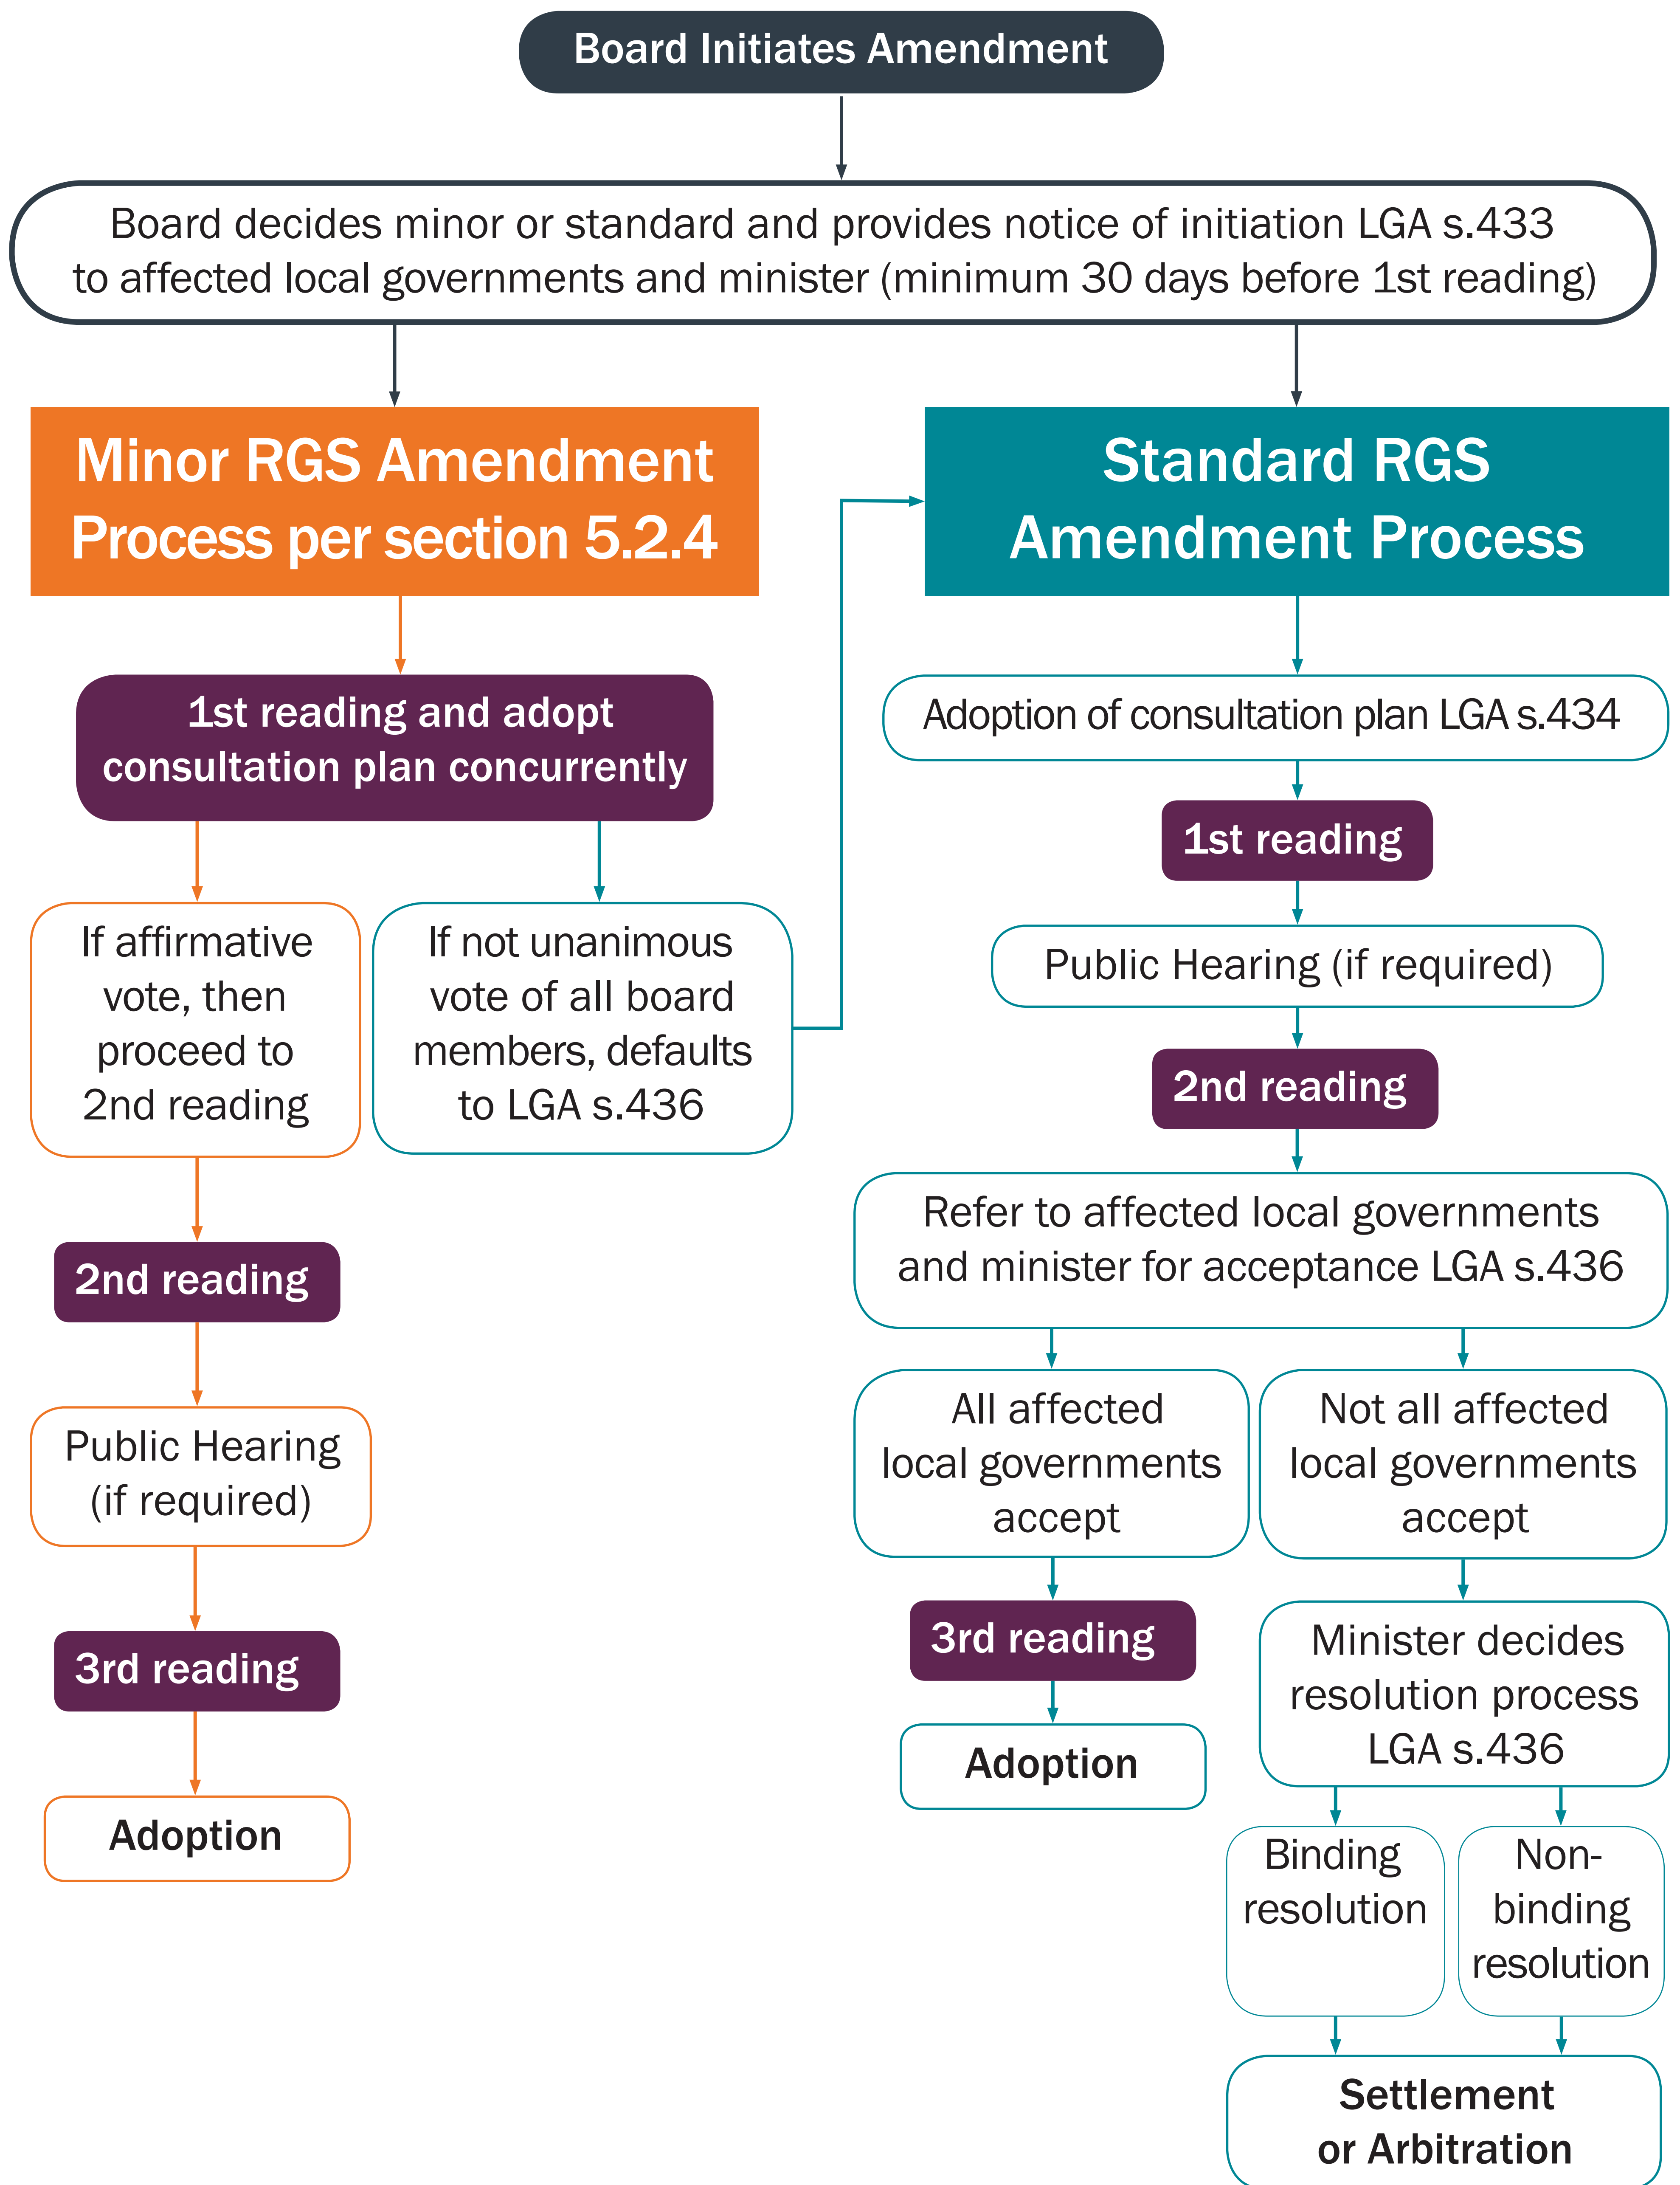 Board Initiates Amendment
Board decides minor or standard and provides notice of initiation LGA s.433
to affected local governments and minister (minimum 30 days before 1st reading)
Minor RGS Amendment
Process per section 5.2.4
1st reading and adopt
consultation plan concurrently
If affirmative
vote, then
proceed to
2nd reading
If not unanimous
vote of all board
members, defaults
to LGA s.436
2nd reading
Public Hearing
(if required)
3rd reading
Adoption
Standard RGS
Amendment Process
Adoption of consultation plan LGA s.434
1st reading
Public Hearing (if required)
2nd reading
Refer to affected local governments
and minister for acceptance LGA s.436
All affected
local governments
accept
3rd reading
Adoption
Not all affected
local governments
accept
Minister decides
resolution process
LGA s.436
Binding
resolution
Non-
binding
resolution
Settlement
or Arbitration